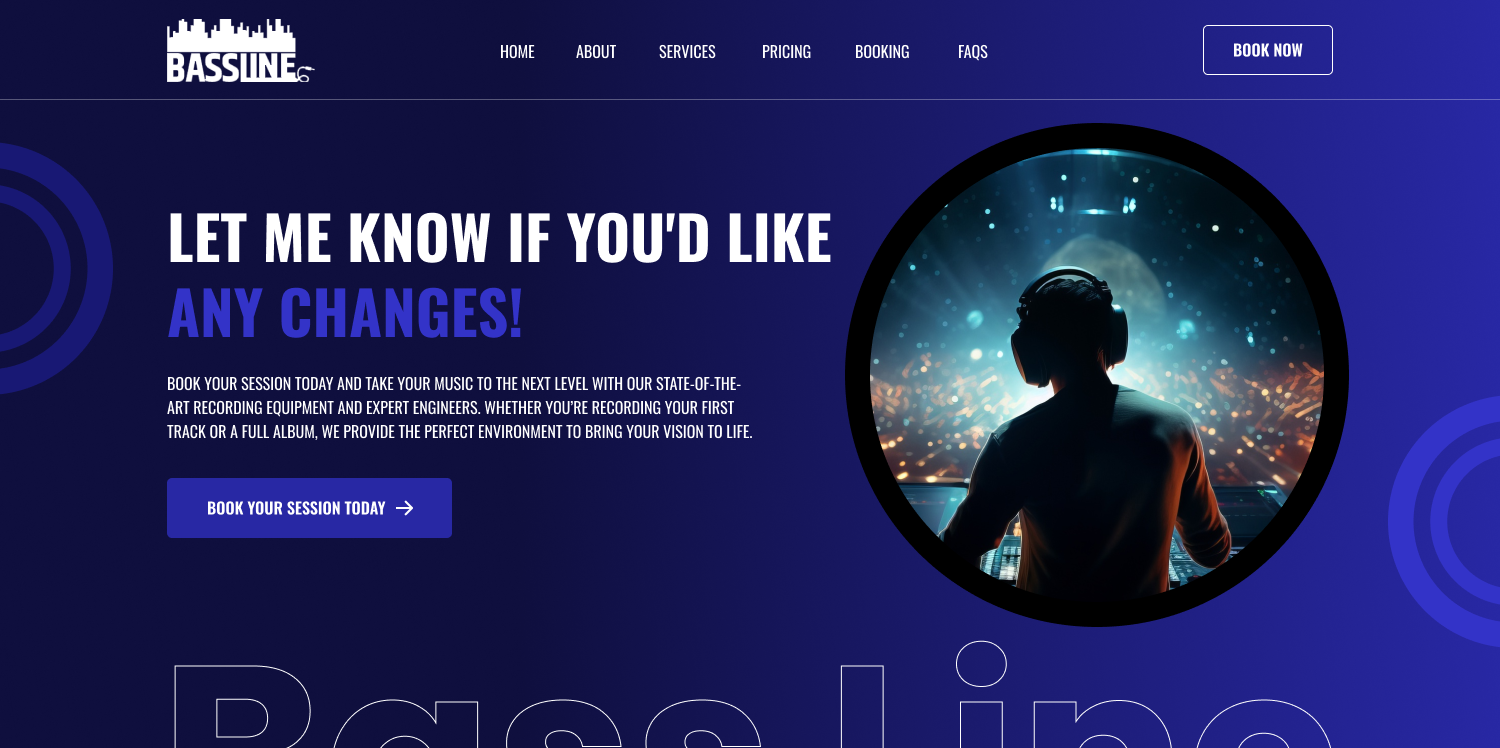 BASSLINE
HOME ABOUT SERVICES PRICING BOOKING FAQS
BOOK NOW
LET ME KNOW IF YOU'D LIKE
ANY CHANGES!
BOOK YOUR SESSION TODAY AND TAKE YOUR MUSIC TO THE NEXT LEVEL WITH OUR STATE-OF-THE-
ART RECORDING EQUIPMENT AND EXPERT ENGINEERS. WHETHER YOU’RE RECORDING YOUR FIRST
TRACK OR A FULL ALBUM, WE PROVIDE THE PERFECT ENVIRONMENT TO BRING YOUR VISION TO LIFE.
BOOK YOUR SESSION TODAY
Bass Line